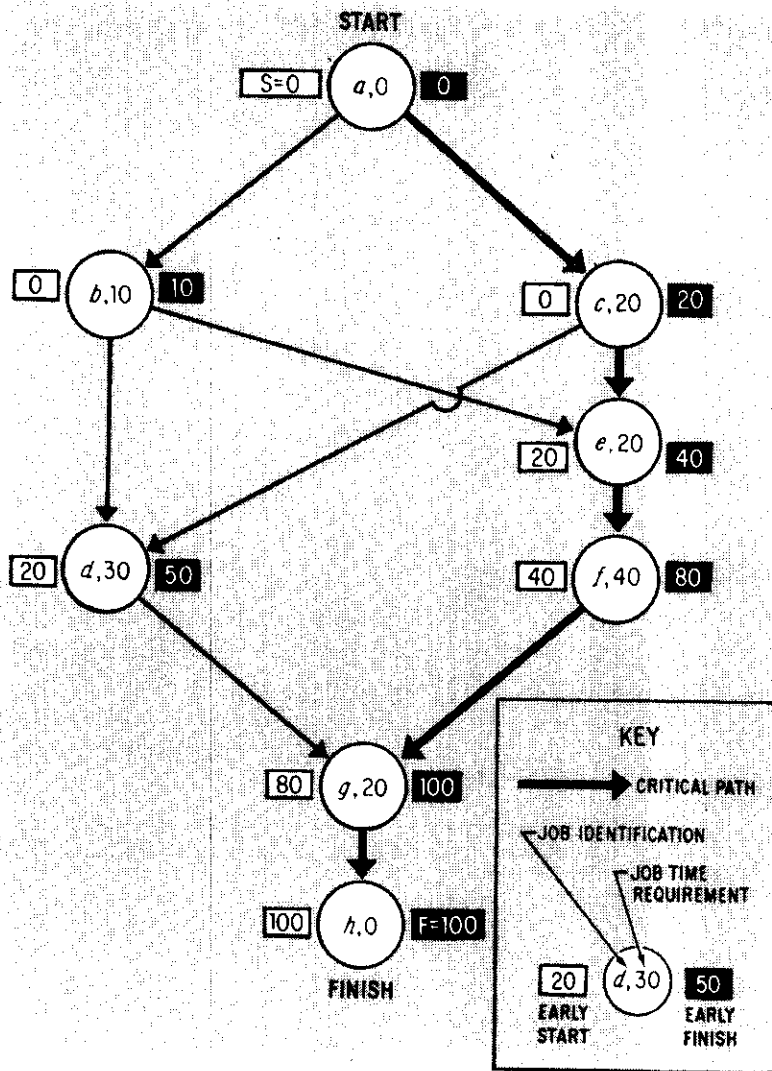 START
S=0 a,0 0
0 b,10 10
0 c,20 20
20 e,20 40
20 d,30 50
40 f,40 80
80 g,20 100
100 h,0 F=100
FINISH
KEY
CRITICAL PATH
JOB IDENTIFICATION
JOB TIME
REQUIREMENT
20 d,30 50
EARLY EARLY
START FINISH